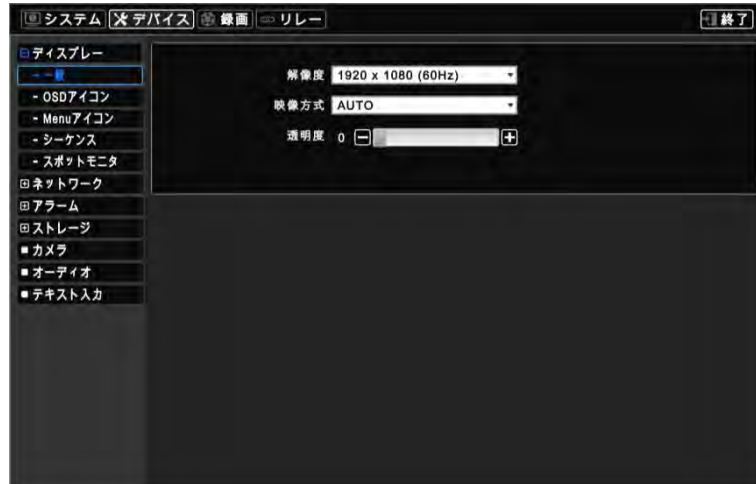 システム デバイス 録画 リレー 終了
ディスプレー
- 一般
- OSDアイコン
- Menuアイコン
- シーケンス
- スポットモニタ
ネットワーク
アラーム
ストレージ
カメラ
オーディオ
テキスト入力
解像度 1920 x 1080 (60Hz)
映像方式 AUTO
透明度 0